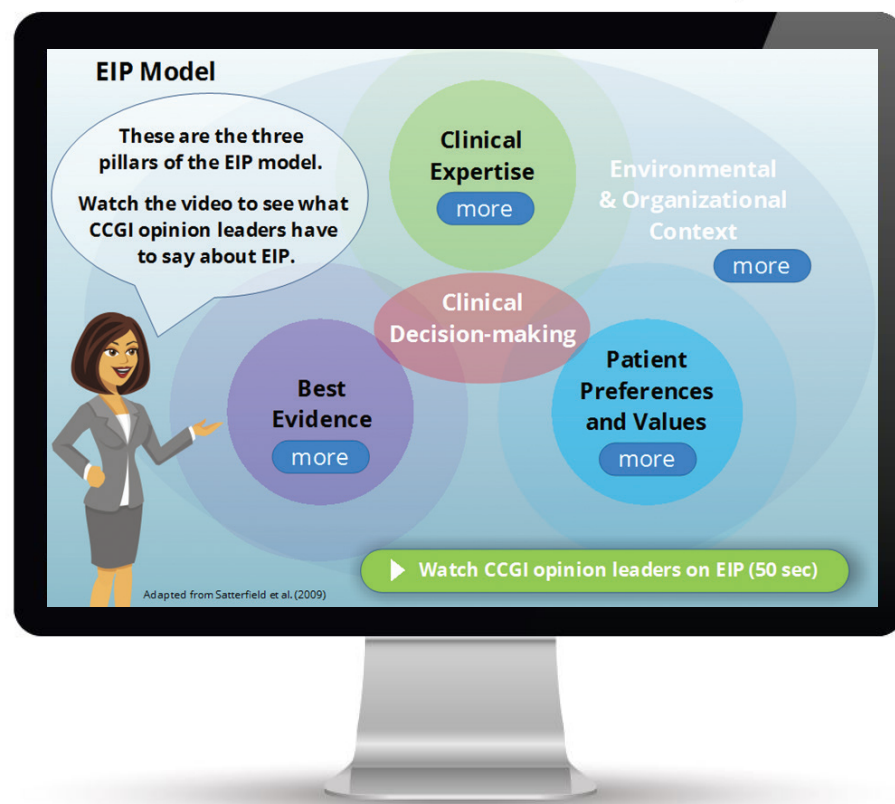 EIP Model
These are the three
pillars of the EIP model.
Watch the video to see what
CCGI opinion leaders have
to say about EIP.
Clinical
Expertise
more
Environmental
& Organizational
Context
more
Clinical
Decision-making
Best
Evidence
more
Patient
Preferences
and Values
more
Watch CCGI opinion leaders on EIP (50 sec)
Adapted from Satterfield et al. (2009)